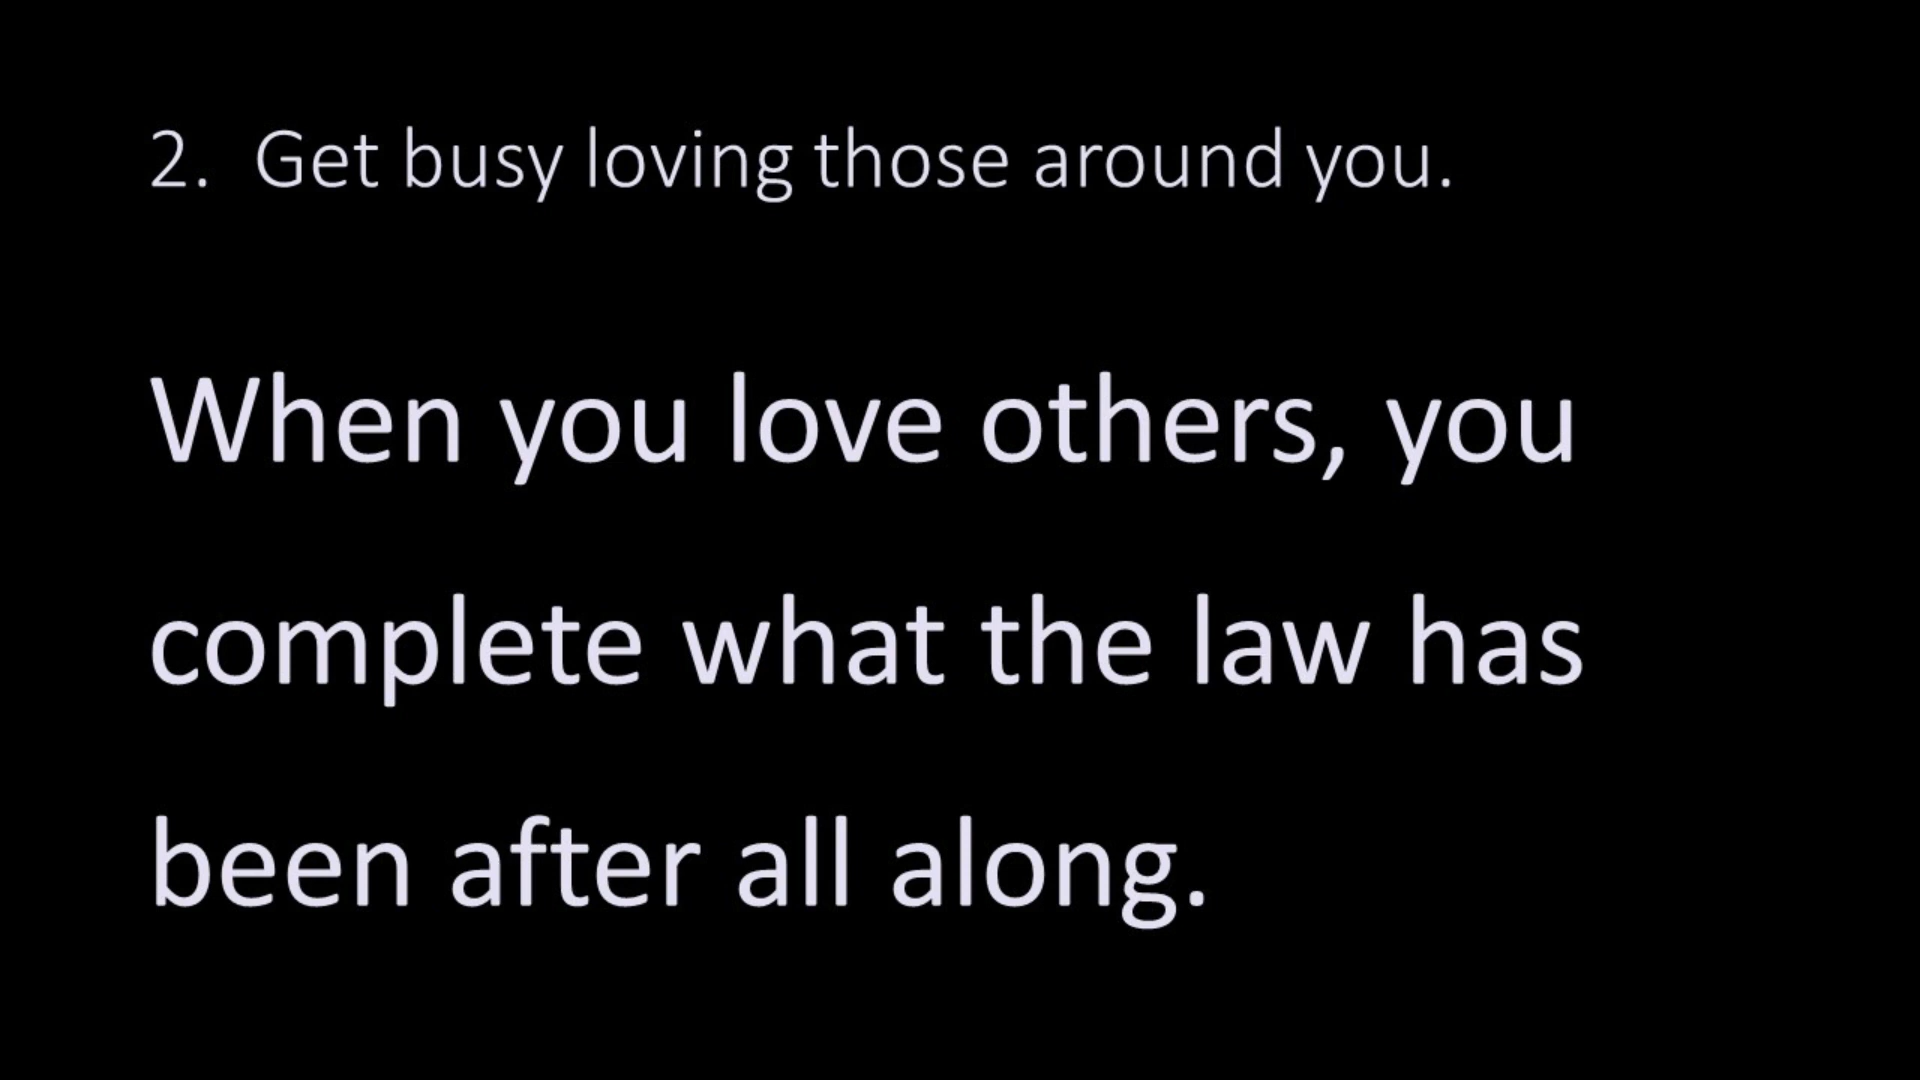 2. Get busy loving those around you.
When you love others, you
complete what the law has
been after all along.